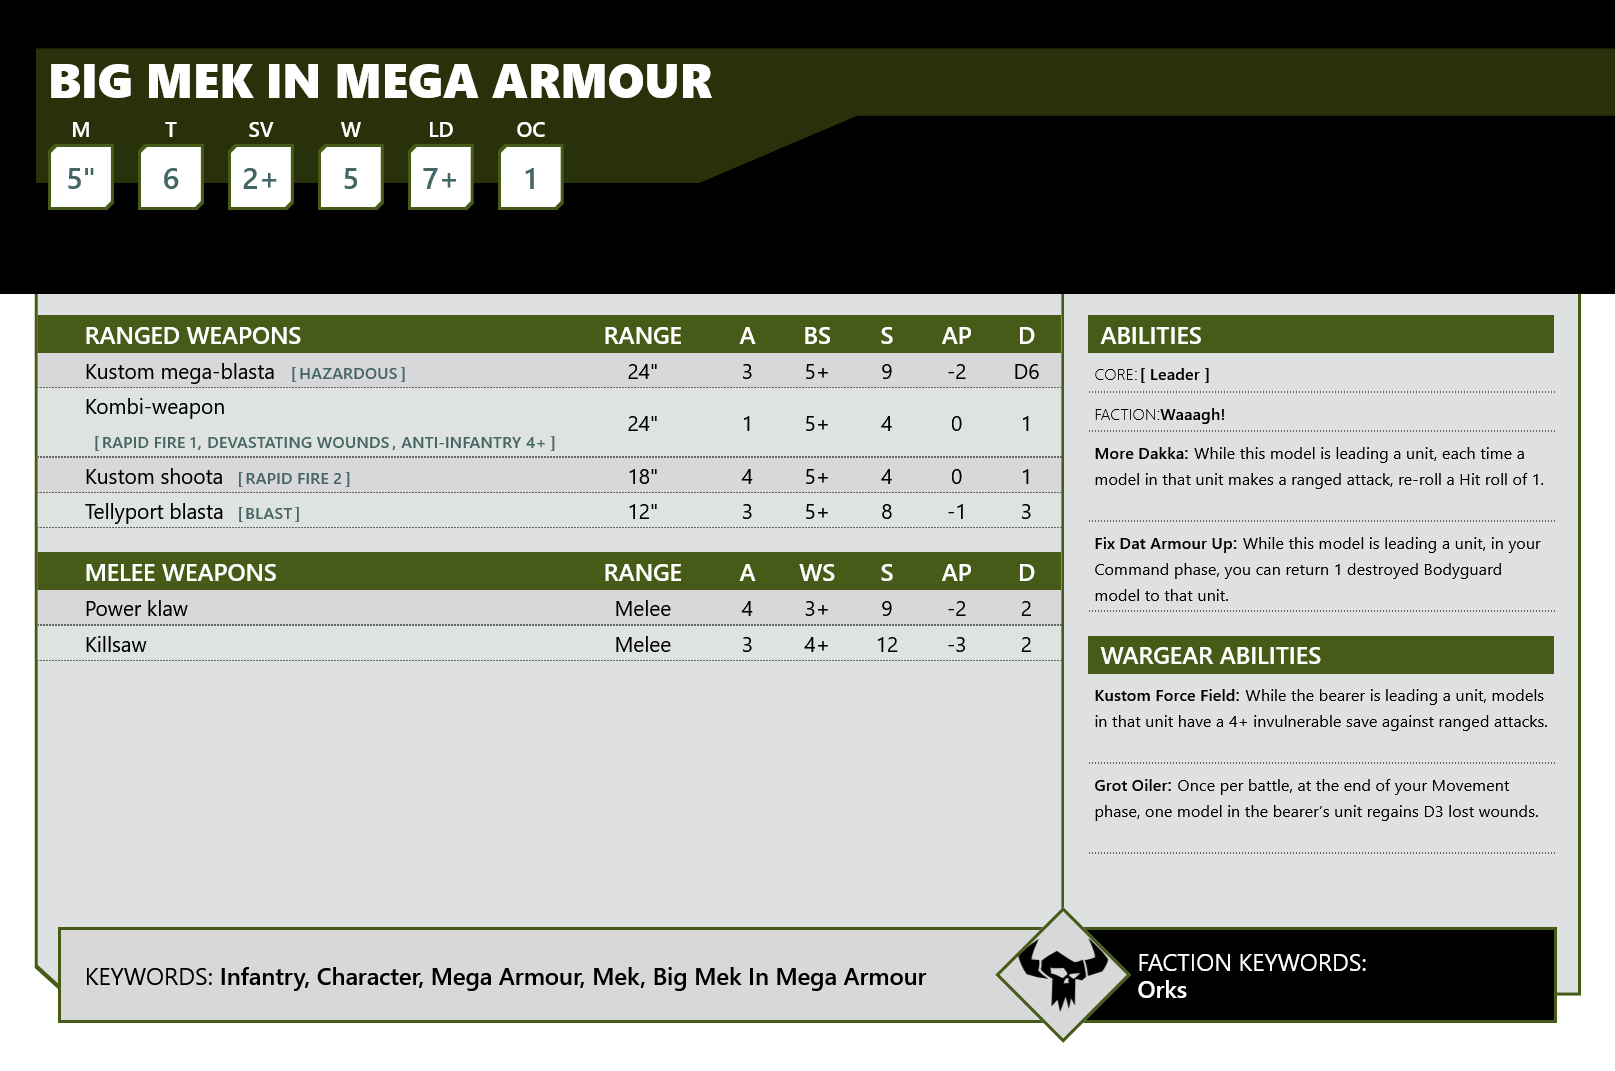 BIG MEK IN MEGA ARMOUR
M T SV W LD OC
5" 6 2+ 5 7+ 1
RANGED WEAPONS RANGE A BS S AP D
Kustom mega-blasta [HAZARDOUS] 24" 3 5+ 9 -2 D6
Kombi-weapon
[RAPID FIRE 1, DEVASTATING WOUNDS, ANTI-INFANTRY 4+] 24" 1 5+ 4 0 1
Kustom shoota [RAPID FIRE 2] 18" 4 5+ 4 0 1
Tellyport blasta [BLAST] 12" 3 5+ 8 -1 3
MELEE WEAPONS RANGE A WS S AP D
Power klaw Melee 4 3+ 9 -2 2
Killsaw Melee 3 4+ 12 -3 2
ABILITIES
CORE: [ Leader ]
FACTION: Waaagh!
More Dakka: While this model is leading a unit, each time a
model in that unit makes a ranged attack, re-roll a Hit roll of 1.
Fix Dat Armour Up: While this model is leading a unit, in your
Command phase, you can return 1 destroyed Bodyguard
model to that unit.
WARGEAR ABILITIES
Kustom Force Field: While the bearer is leading a unit, models
in that unit have a 4+ invulnerable save against ranged attacks.
Grot Oiler: Once per battle, at the end of your Movement
phase, one model in the bearer's unit regains D3 lost wounds.
KEYWORDS: Infantry, Character, Mega Armour, Mek, Big Mek In Mega Armour
FACTION KEYWORDS:
Orks